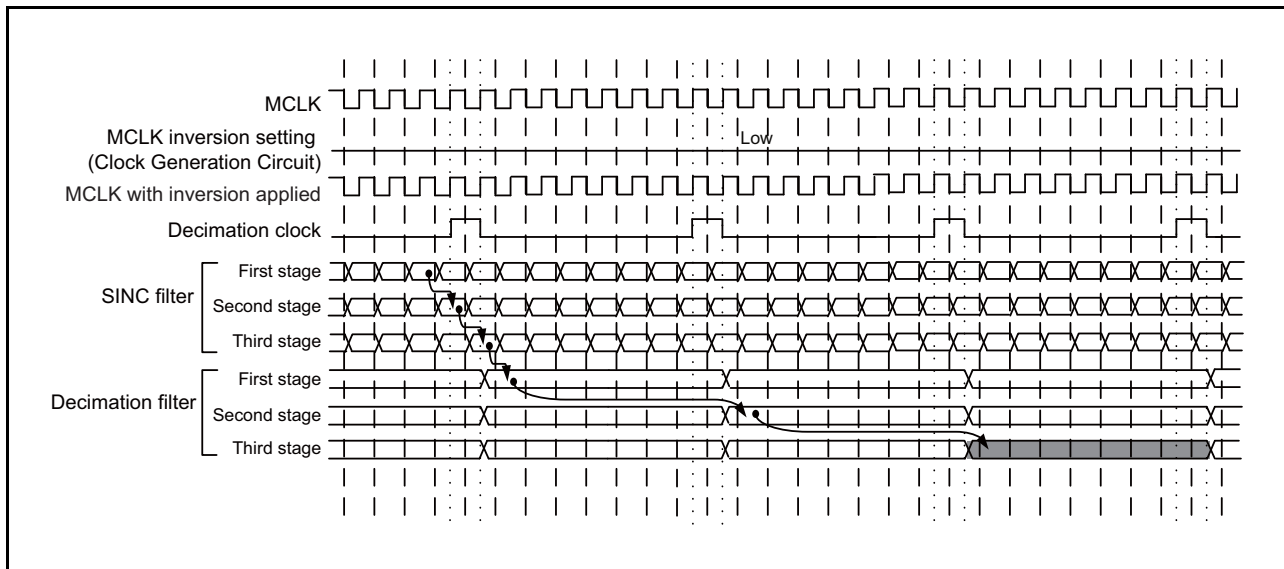 MCLK
MCLK inversion setting
Low
(Clock Generation Circuit)
MCLK with inversion applied
Decimation clock
SINC filter
First stage
Second stage
Third stage
Decimation filter
First stage
Second stage
Third stage